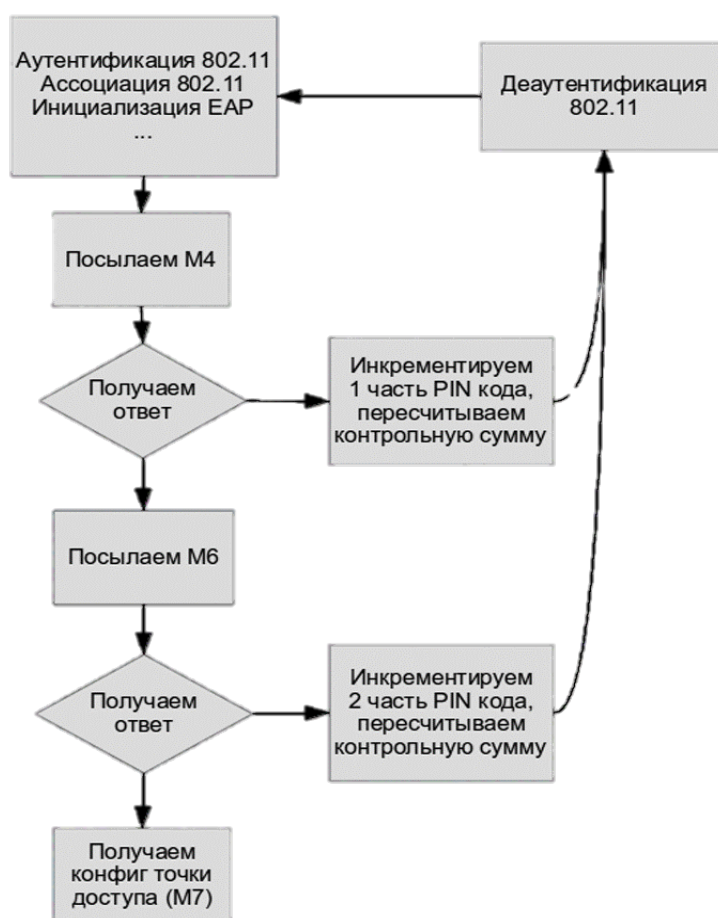 Аутентификация 802.11
Ассоциация 802.11
Инициализация EAP
...
Деаутентификация
802.11
Посылаем M4
Получаем
ответ
Инкрементируем
1 часть PIN кода,
пересчитываем
контрольную сумму
Посылаем M6
Получаем
ответ
Инкрементируем
2 часть PIN кода,
пересчитываем
контрольную сумму
Получаем
конфиг точки
доступа (M7)